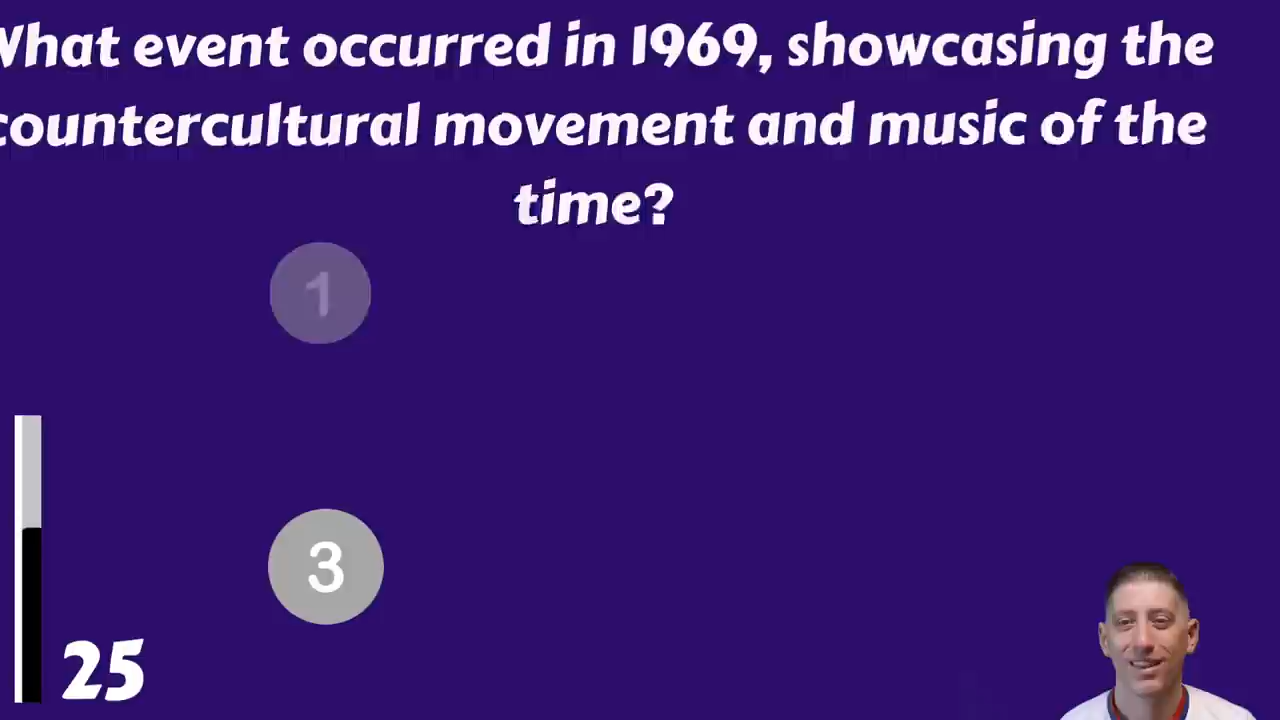 What event occurred in 1969, showcasing the
countercultural movement and music of the
time?
1
3
25